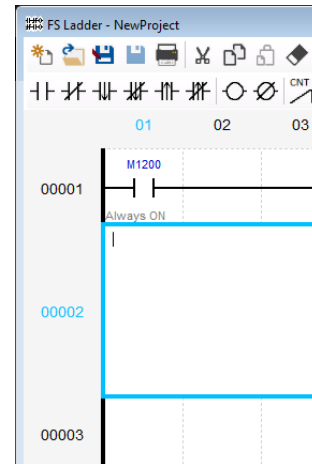 FS Ladder - NewProject
CNT
01 02 03
M1200
00001
Always ON
00002
00003